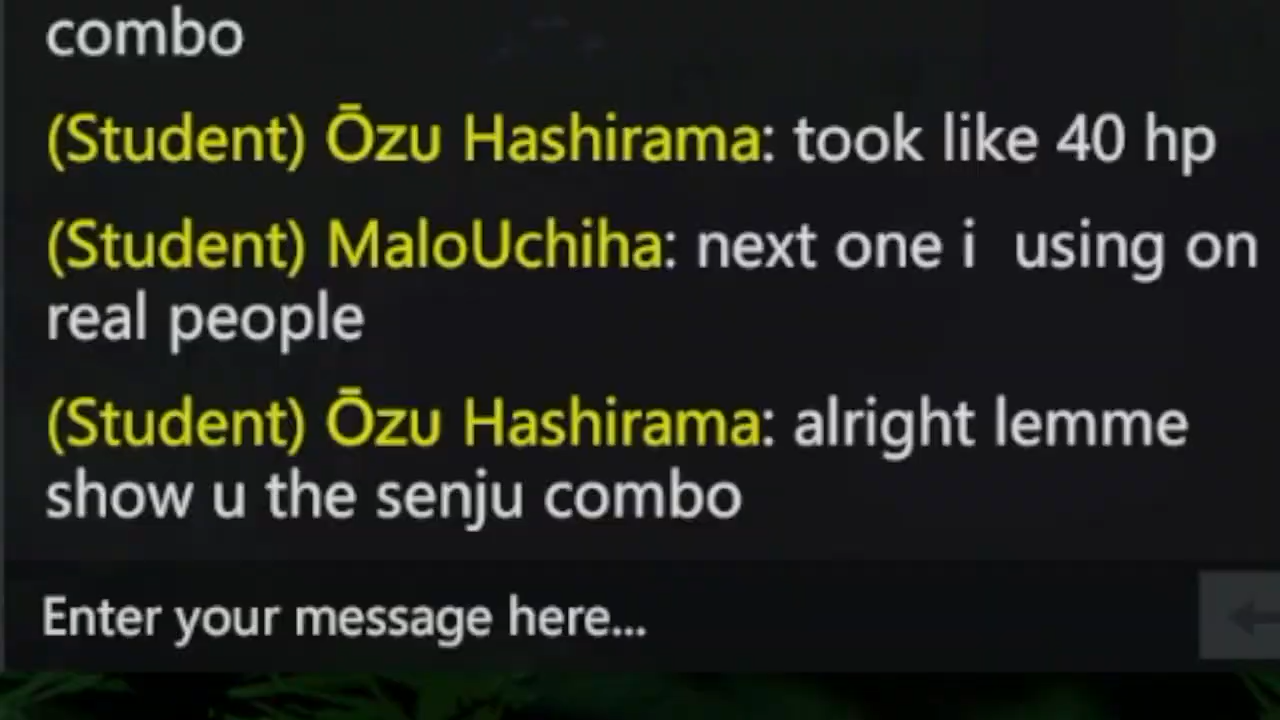 combo
(Student) Ōzu Hashirama: took like 40 hp
(Student) MaloUchiha: next one i  using on
real people
(Student) Ōzu Hashirama: alright lemme
show u the senju combo
Enter your message here...